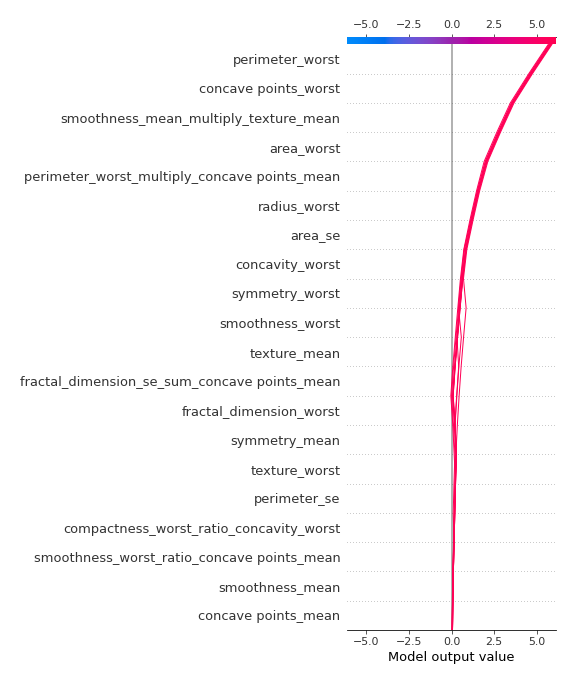 −5.0 −2.5 0.0 2.5 5.0
perimeter_worst
concave points_worst
smoothness_mean_multiply_texture_mean
area_worst
perimeter_worst_multiply_concave points_mean
radius_worst
area_se
concavity_worst
symmetry_worst
smoothness_worst
texture_mean
fractal_dimension_se_sum_concave points_mean
fractal_dimension_worst
symmetry_mean
texture_worst
perimeter_se
compactness_worst_ratio_concavity_worst
smoothness_worst_ratio_concave points_mean
smoothness_mean
concave points_mean
−5.0 −2.5 0.0 2.5 5.0
Model output value